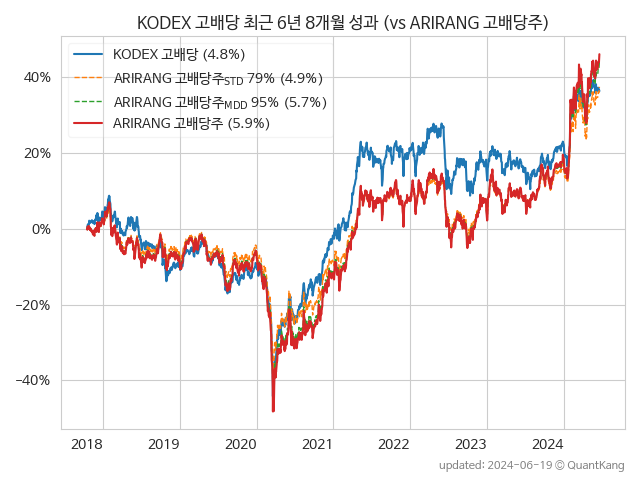 KODEX 고배당 최근 6년 8개월 성과 (vs ARIRANG 고배당주)
KODEX 고배당 (4.8%)
ARIRANG 고배당주STD 79% (4.9%)
ARIRANG 고배당주MDD 95% (5.7%)
ARIRANG 고배당주 (5.9%)
40%
20%
0%
−20%
−40%
2018 2019 2020 2021 2022 2023 2024
updated: 2024-06-19 ⓒ QuantKang